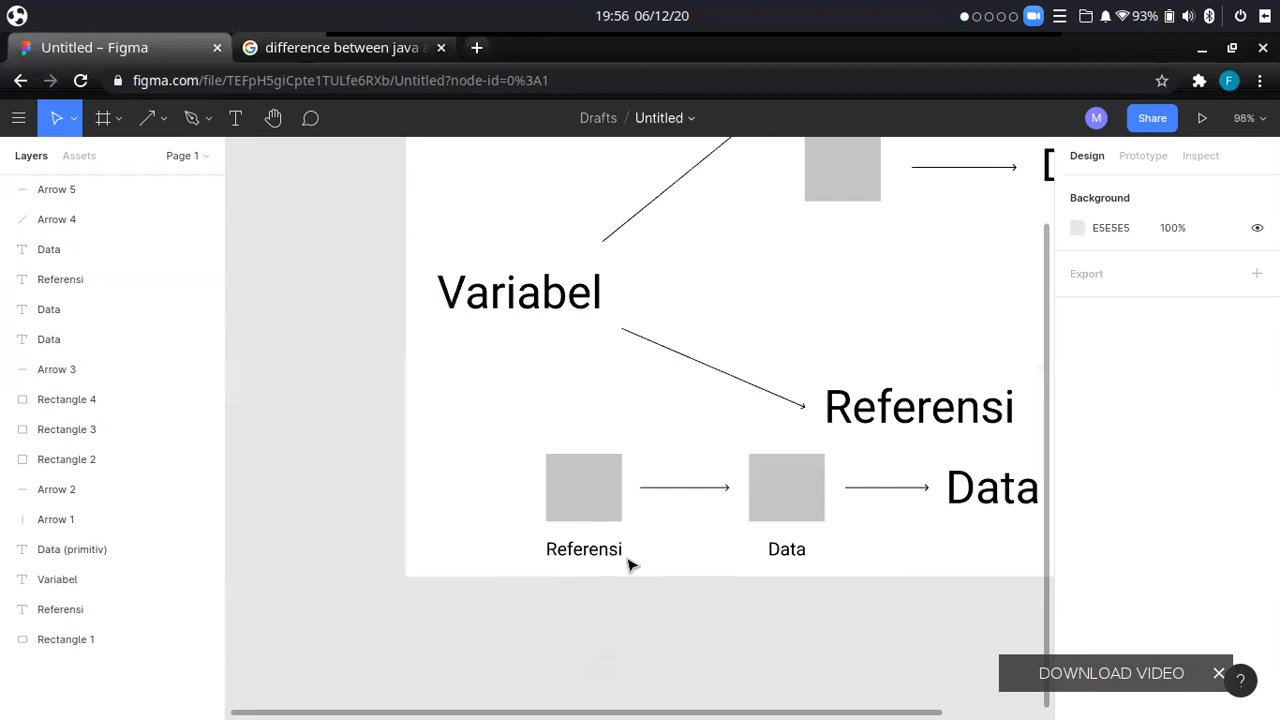 19:56 06/12/20
93%
Untitled – Figma
difference between java a
figma.com/file/TEFpH5giCpte1TULfe6RXb/Untitled?node-id=0%3A1
F
Drafts / Untitled
M
Share
98%
Layers
Assets
Page 1
Design
Prototype
Inspect
Arrow 5
Arrow 4
Data
Referensi
Data
Data
Arrow 3
Rectangle 4
Rectangle 3
Rectangle 2
Arrow 2
Arrow 1
Data (primitiv)
Variabel
Referensi
Rectangle 1
Variabel
Referensi
Data
Referensi
Data
Background
E5E5E5 100%
Export
DOWNLOAD VIDEO
?